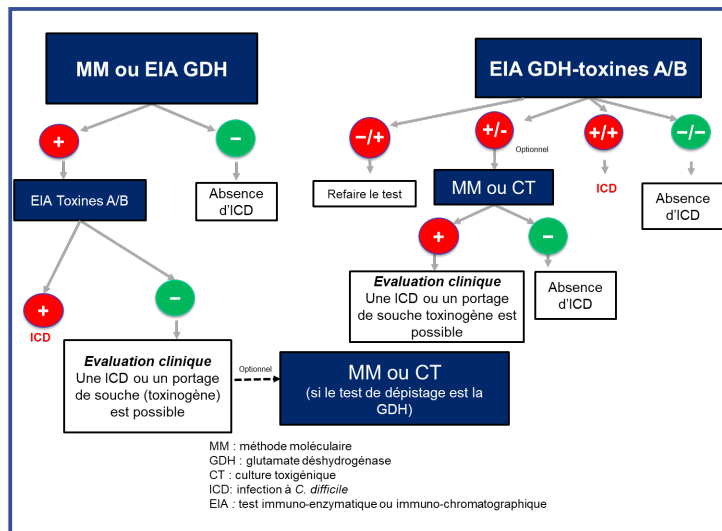 MM ou EIA GDH
+
−
EIA Toxines A/B
Absence
d'ICD
+
ICD
−
Evaluation clinique
Une ICD ou un portage
de souche (toxinogène)
est possible
Optionnel
MM ou CT
(si le test de dépistage est la
GDH)
EIA GDH-toxines A/B
−/+
+/-
+/+
−/−
Optionnel
Refaire le test
MM ou CT
ICD
Absence
d'ICD
+
−
Evaluation clinique
Une ICD ou un portage
de souche toxinogène est
possible
Absence
d'ICD
MM : méthode moléculaire
GDH : glutamate déshydrogénase
CT : culture toxigénique
ICD: infection à C. difficile
EIA : test immuno-enzymatique ou immuno-chromatographique